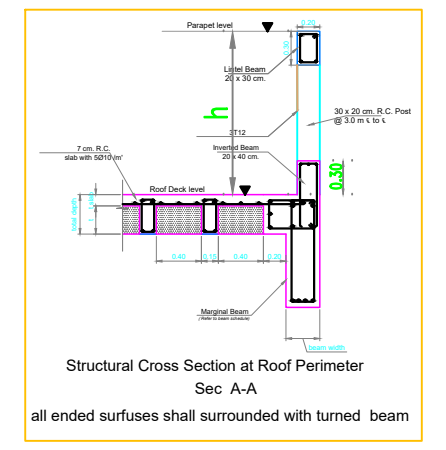 Parapet level
0.20
0.30
Lintel Beam
20 x 30 cm.
h
30 x 20 cm. R.C. Post
@ 3.0 m ℄ to ℄
3T12
7 cm. R.C.
slab with 5Ø10 /m'
Inverted Beam
20 x 40 cm.
0.30
Roof Deck level
total depth
t
t slab
0.40
0.15
0.40
0.20
Marginal Beam
( Refer to beam schedule)
beam width
Structural Cross Section at Roof Perimeter
Sec A-A
all ended surfuses shall surrounded with turned beam